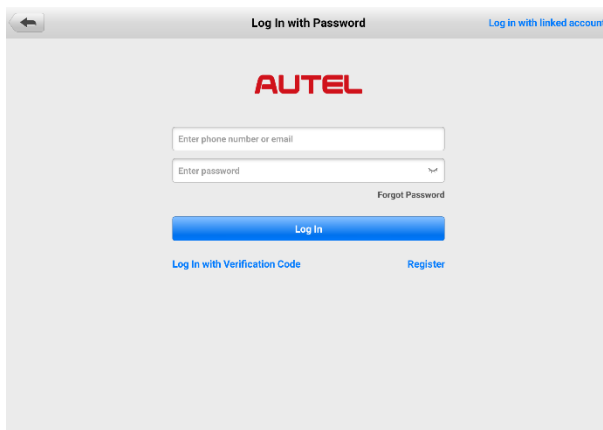 Log In with Password
Log in with linked account
AUTEL
Enter phone number or email
Enter password
Forgot Password
Log In
Log In with Verification Code
Register